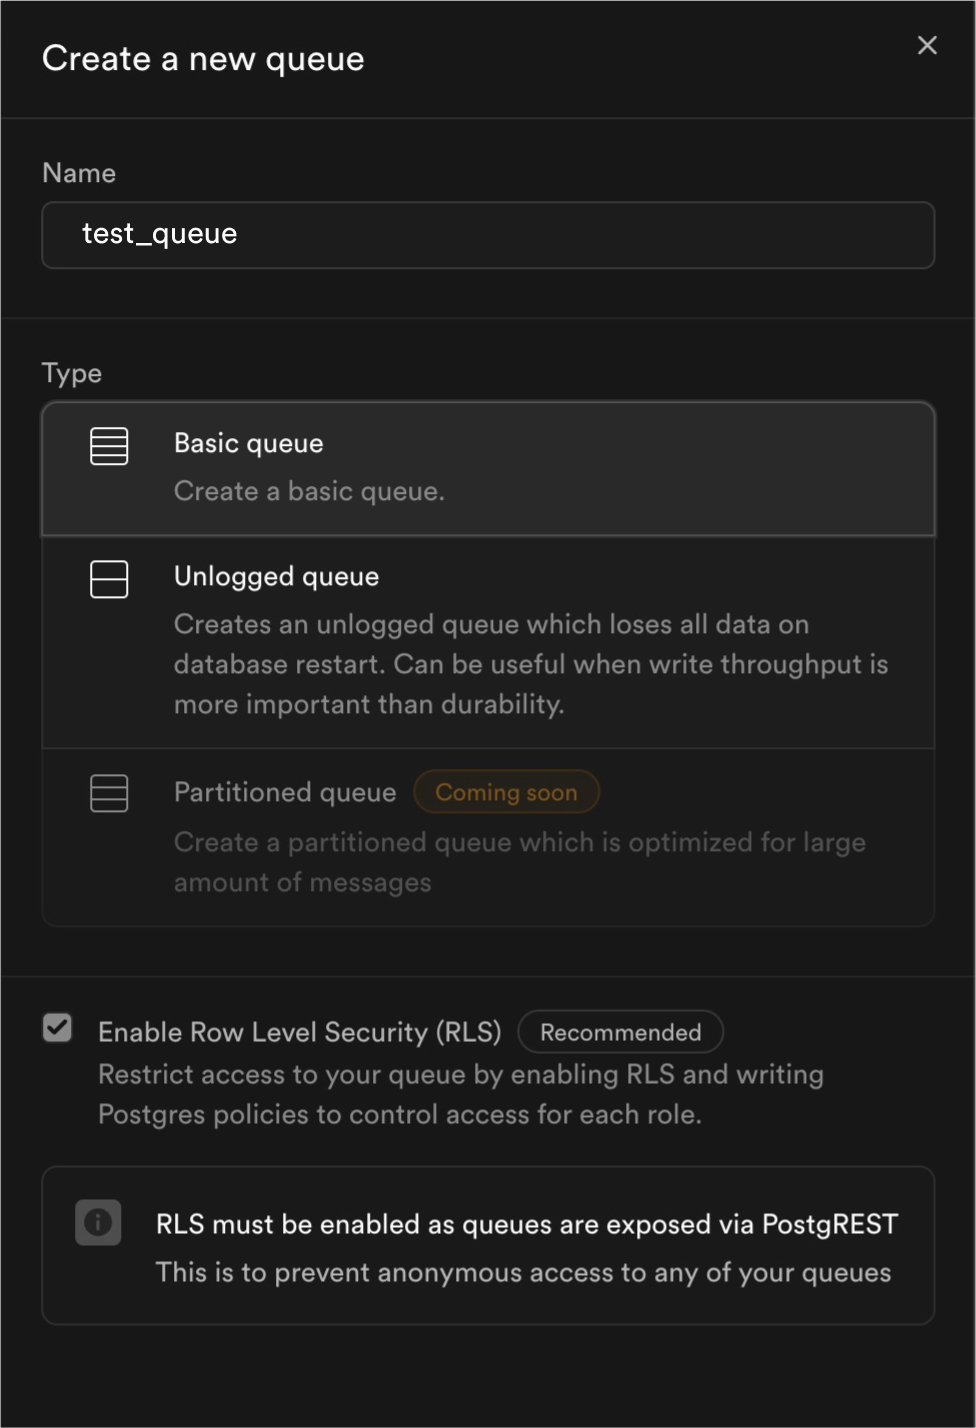 Create a new queue
Name
test_queue
Type
Basic queue
Create a basic queue.
Unlogged queue
Creates an unlogged queue which loses all data on
database restart. Can be useful when write throughput is
more important than durability.
Partitioned queue Coming soon
Create a partitioned queue which is optimized for large
amount of messages
Enable Row Level Security (RLS) Recommended
Restrict access to your queue by enabling RLS and writing
Postgres policies to control access for each role.
RLS must be enabled as queues are exposed via PostgREST
This is to prevent anonymous access to any of your queues